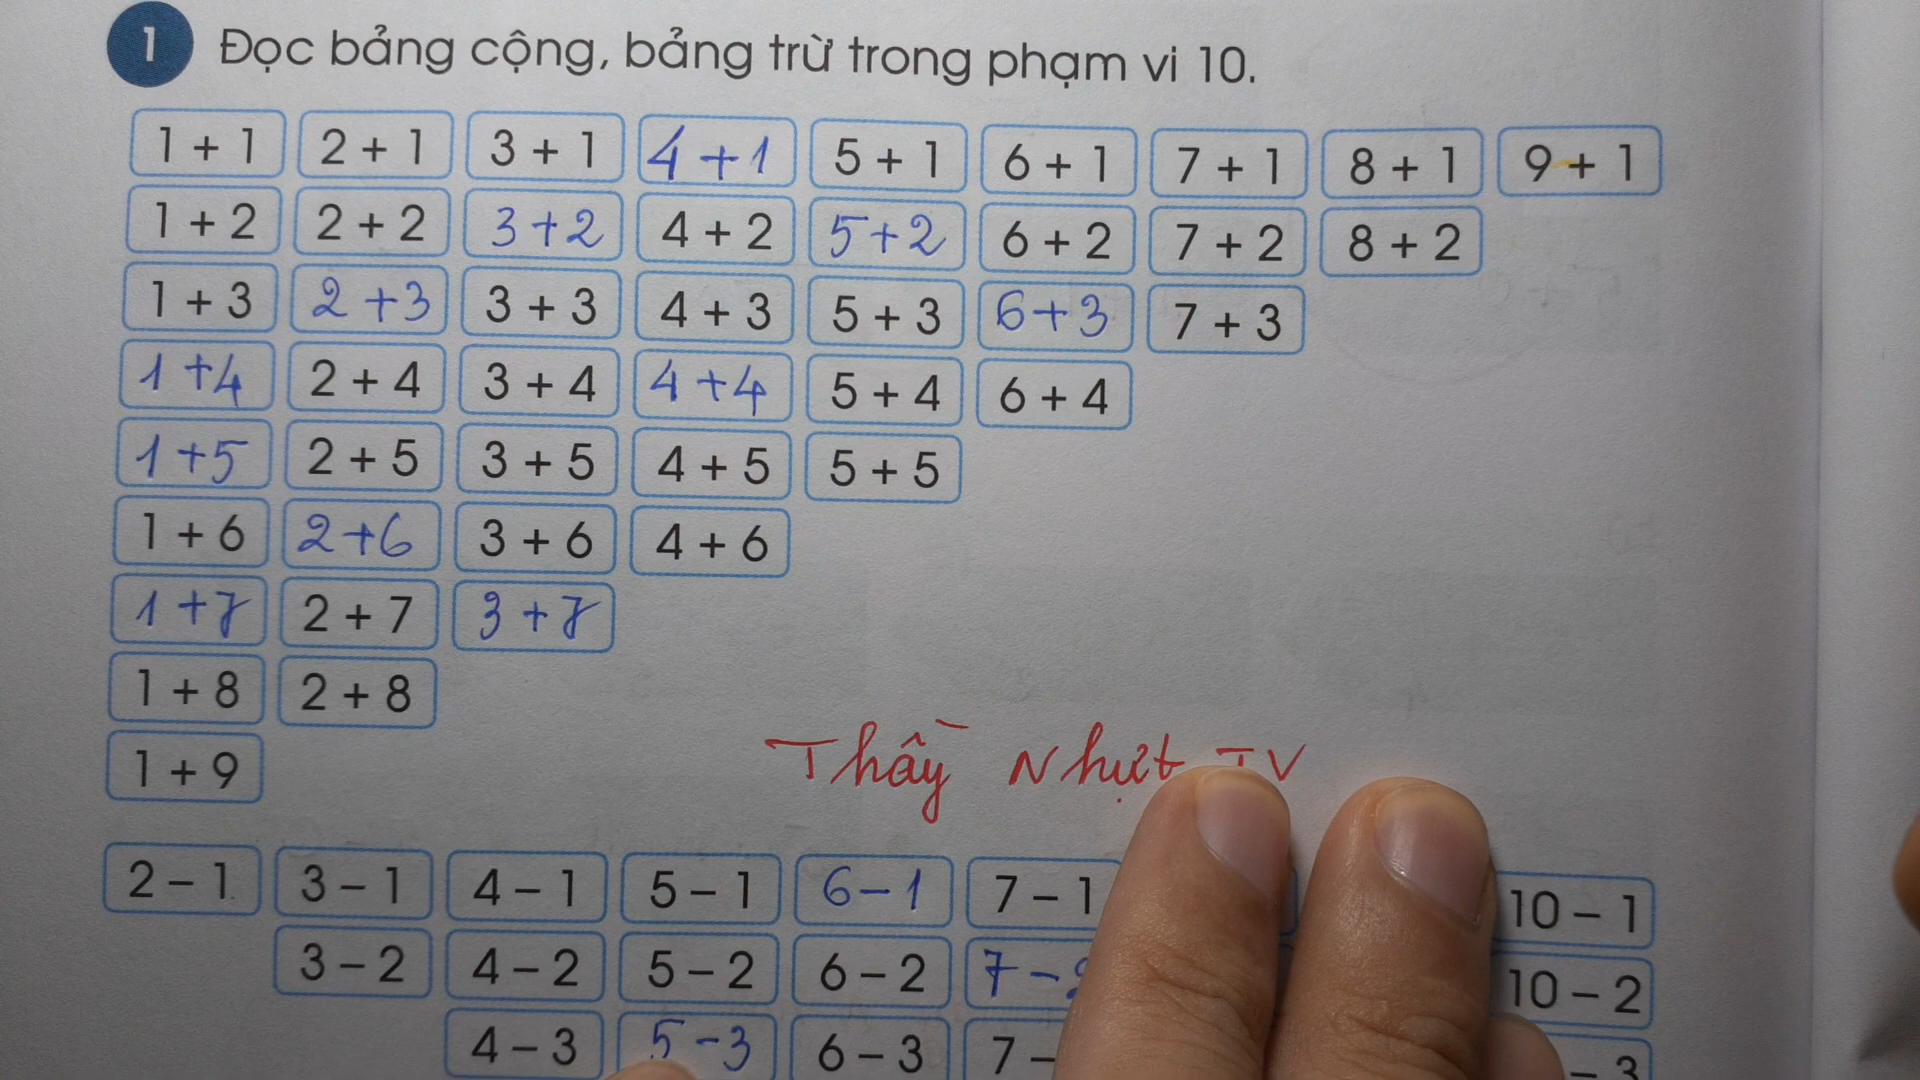 1 Đọc bảng cộng, bảng trừ trong phạm vi 10.
1 + 1 2 + 1 3 + 1 4 + 1 5 + 1 6 + 1 7 + 1 8 + 1 9 + 1
1 + 2 2 + 2 3 + 2 4 + 2 5 + 2 6 + 2 7 + 2 8 + 2
1 + 3 2 + 3 3 + 3 4 + 3 5 + 3 6 + 3 7 + 3
1 + 4 2 + 4 3 + 4 4 + 4 5 + 4 6 + 4
1 + 5 2 + 5 3 + 5 4 + 5 5 + 5
1 + 6 2 + 6 3 + 6 4 + 6
1 + 7 2 + 7 3 + 7
1 + 8 2 + 8
Thầy Nhựt TV
1 + 9
2 – 1 3 – 1 4 – 1 5 – 1 6 – 1 7 – 1 10 – 1
3 – 2 4 – 2 5 – 2 6 – 2 7 – 10 – 2
4 – 3 5 – 3 6 – 3 7 – – 3